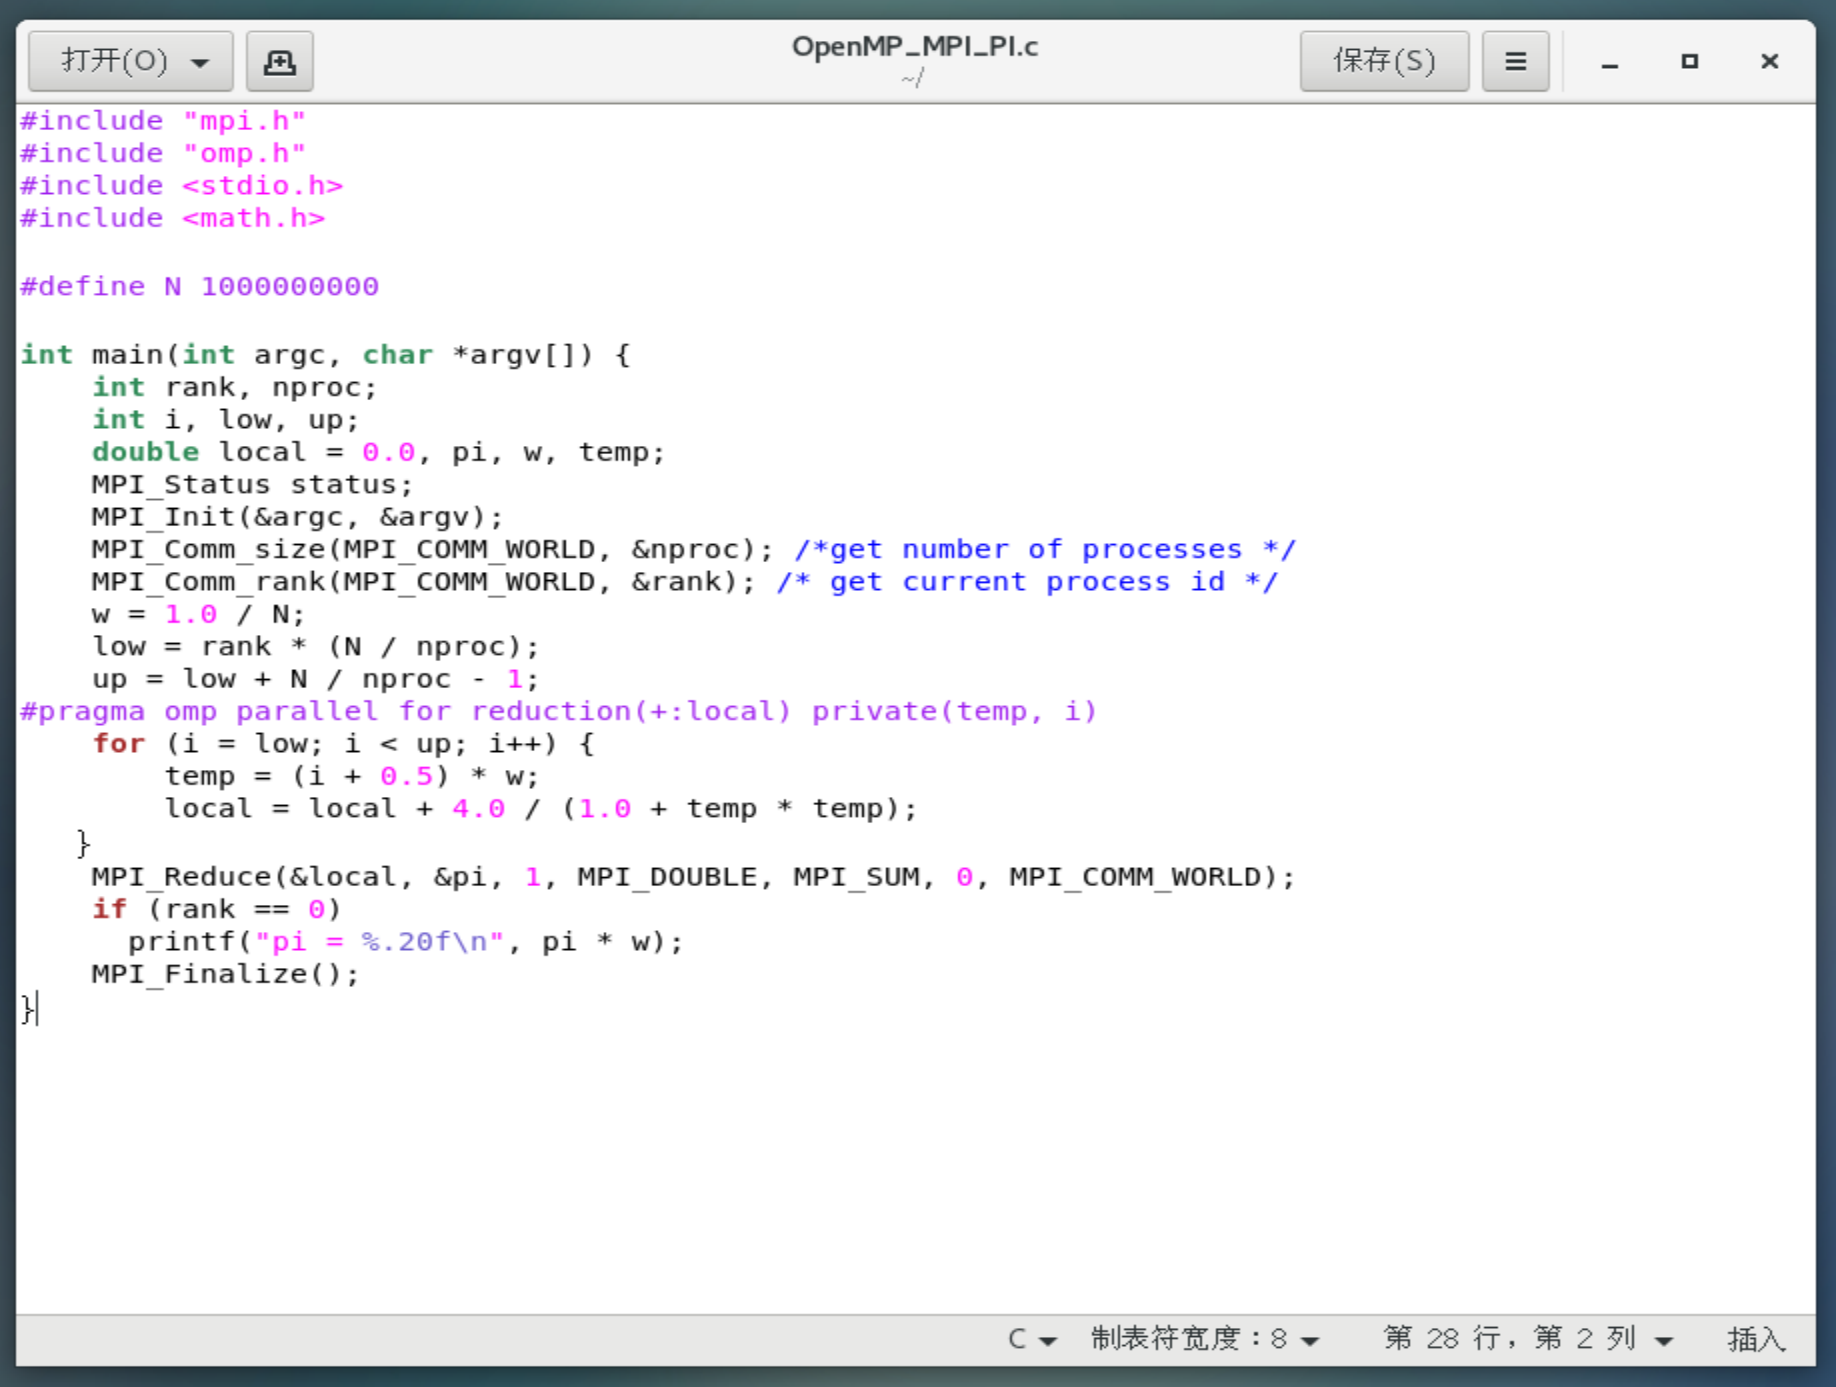 打开(O)
OpenMP_MPI_PI.c
~/
保存(S)
#include "mpi.h"
#include "omp.h"
#include <stdio.h>
#include <math.h>
#define N 1000000000
int main(int argc, char *argv[]) {
    int rank, nproc;
    int i, low, up;
    double local = 0.0, pi, w, temp;
    MPI_Status status;
    MPI_Init(&argc, &argv);
    MPI_Comm_size(MPI_COMM_WORLD, &nproc); /*get number of processes */
    MPI_Comm_rank(MPI_COMM_WORLD, &rank); /* get current process id */
    w = 1.0 / N;
    low = rank * (N / nproc);
    up = low + N / nproc - 1;
#pragma omp parallel for reduction(+:local) private(temp, i)
    for (i = low; i < up; i++) {
        temp = (i + 0.5) * w;
        local = local + 4.0 / (1.0 + temp * temp);
   }
    MPI_Reduce(&local, &pi, 1, MPI_DOUBLE, MPI_SUM, 0, MPI_COMM_WORLD);
    if (rank == 0)
      printf("pi = %.20f\n", pi * w);
    MPI_Finalize();
}
C 制表符宽度：8 第 28 行，第 2 列 插入